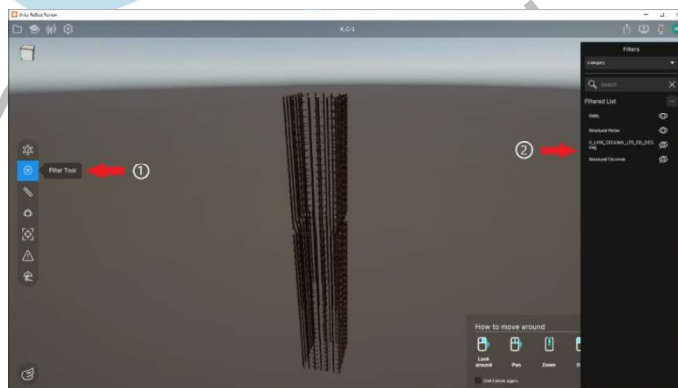 Unity Reflect Review
K.C-1
Filters
Category
Search
Filtered List
Structural Rebar
Structural Columns
Filter Tool
①
②
How to move around
Look around
Pan
Zoom
Don't show again